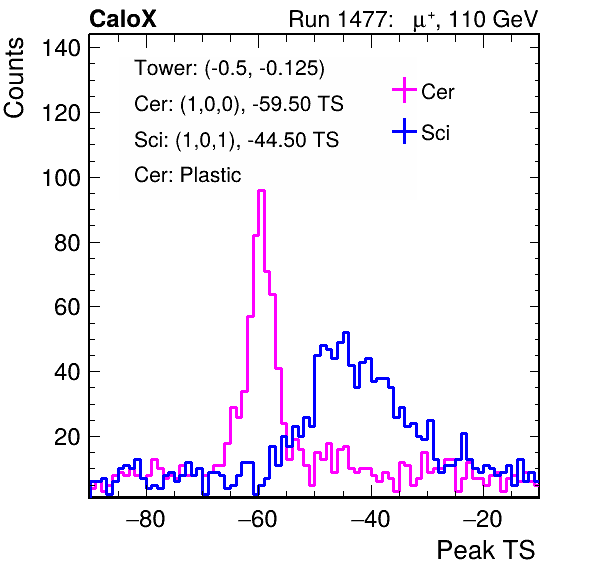 CaloX Run 1477: μ⁺, 110 GeV
Counts
140
120
100
80
60
40
20
Tower: (-0.5, -0.125)
Cer: (1,0,0), -59.50 TS
Sci: (1,0,1), -44.50 TS
Cer: Plastic
Cer
Sci
−80 −60 −40 −20
Peak TS